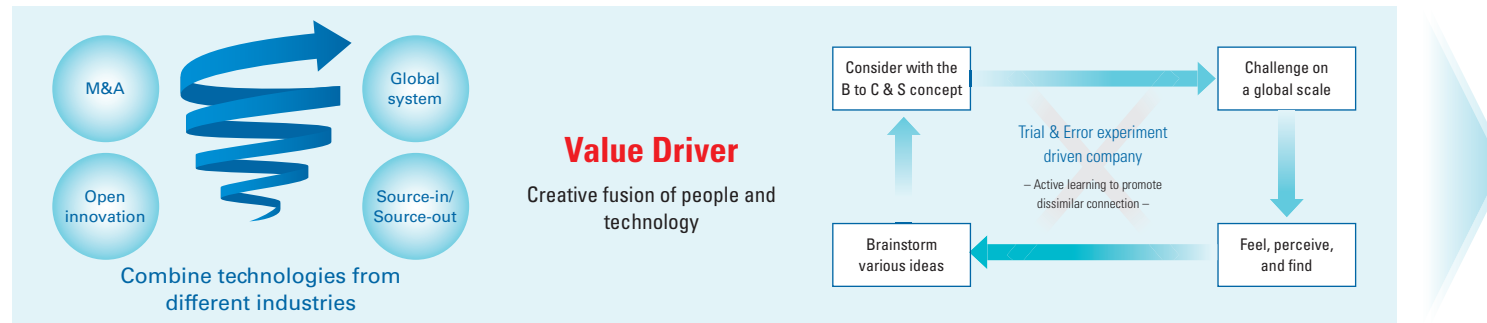 M&A
Global
system
Open
innovation
Source-in/
Source-out
Combine technologies from
different industries
Value Driver
Creative fusion of people and
technology
Consider with the
B to C & S concept
Challenge on
a global scale
Trial & Error experiment
driven company
– Active learning to promote
dissimilar connection –
Brainstorm
various ideas
Feel, perceive,
and find